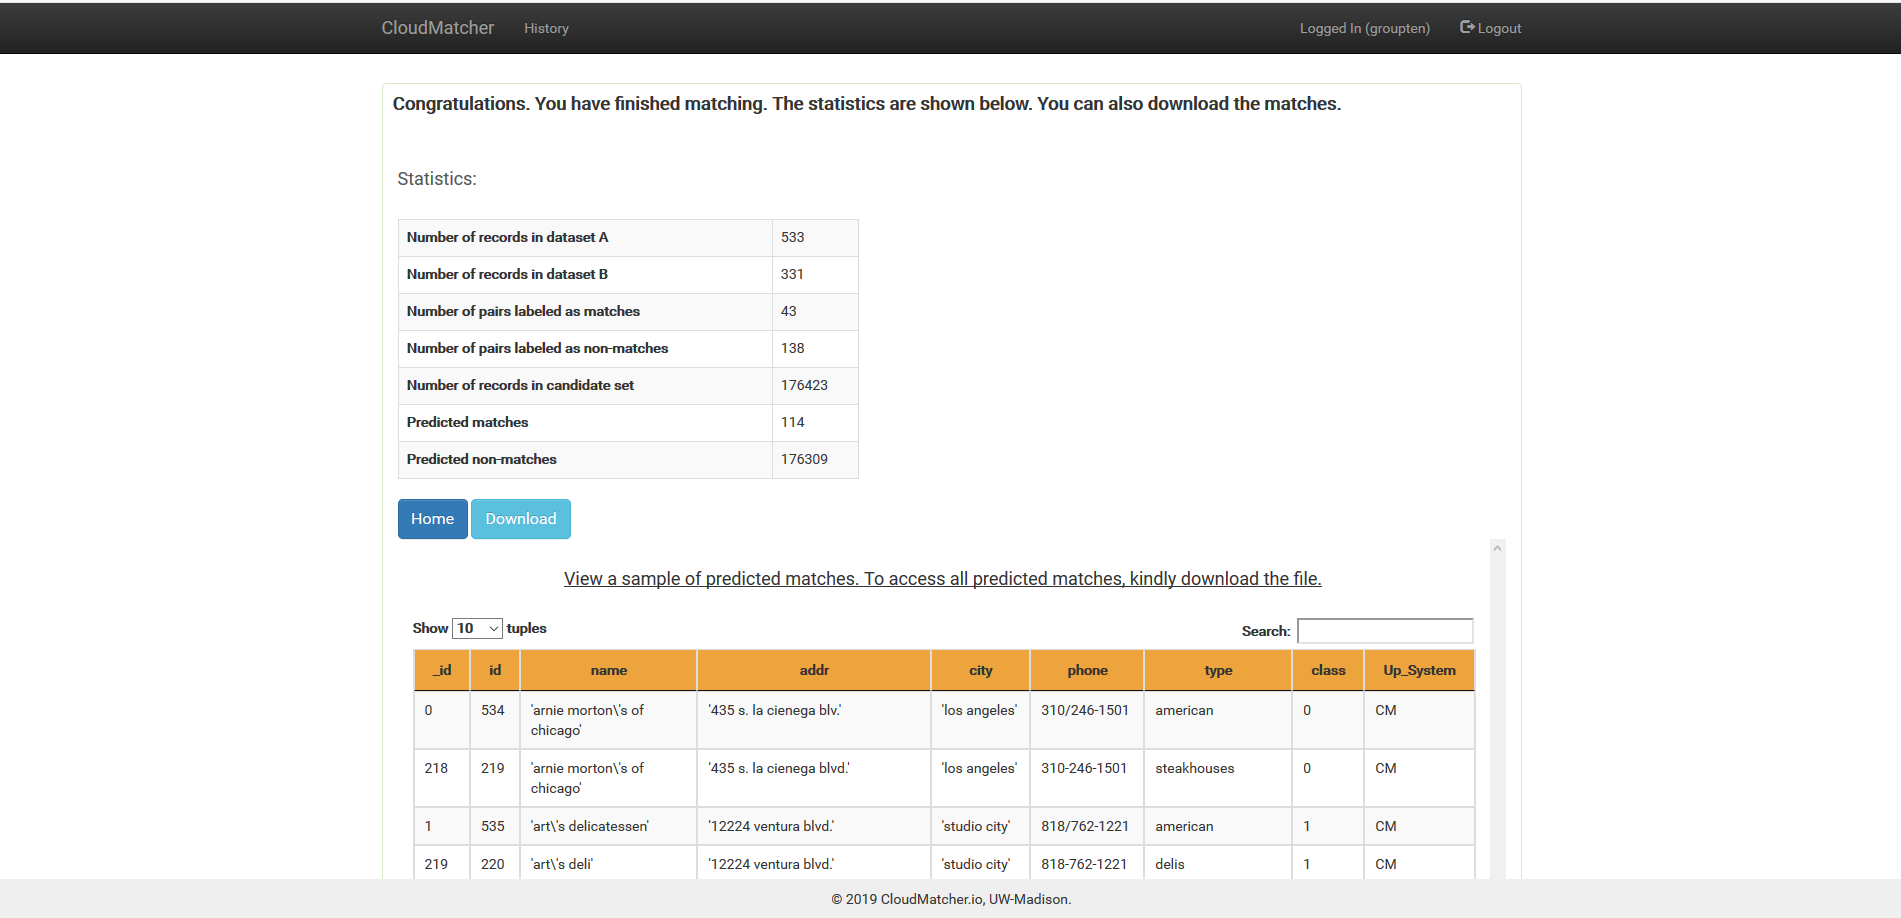 CloudMatcher History Logged In (groupten) Logout
Congratulations. You have finished matching. The statistics are shown below. You can also download the matches.
Statistics:
Number of records in dataset A 533
Number of records in dataset B 331
Number of pairs labeled as matches 43
Number of pairs labeled as non-matches 138
Number of records in candidate set 176423
Predicted matches 114
Predicted non-matches 176309
Home Download
View a sample of predicted matches. To access all predicted matches, kindly download the file.
Show 10 tuples Search:
_id id name addr city phone type class Up_System
0 534 'arnie morton\'s of '435 s. la cienega blv.' 'los angeles' 310/246-1501 american 0 CM
chicago'
218 219 'arnie morton\'s of '435 s. la cienega blvd.' 'los angeles' 310-246-1501 steakhouses 0 CM
chicago'
1 535 'art\'s delicatessen' '12224 ventura blvd.' 'studio city' 818/762-1221 american 1 CM
219 220 'art\'s deli' '12224 ventura blvd.' 'studio city' 818-762-1221 delis 1 CM
© 2019 CloudMatcher.io, UW-Madison.